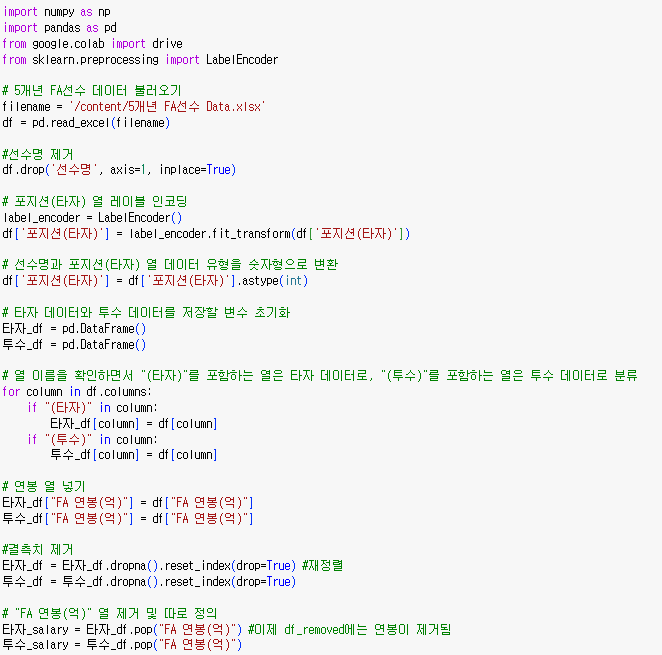 import numpy as np
import pandas as pd
from google.colab import drive
from sklearn.preprocessing import LabelEncoder

# 5개년 FA선수 데이터 불러오기
filename = '/content/5개년 FA선수 Data.xlsx'
df = pd.read_excel(filename)

#선수명 제거
df.drop('선수명', axis=1, inplace=True)

# 포지션(타자) 열 레이블 인코딩
label_encoder = LabelEncoder()
df['포지션(타자)'] = label_encoder.fit_transform(df['포지션(타자)'])

# 선수명과 포지션(타자) 열 데이터 유형을 숫자형으로 변환
df['포지션(타자)'] = df['포지션(타자)'].astype(int)

# 타자 데이터와 투수 데이터를 저장할 변수 초기화
타자_df = pd.DataFrame()
투수_df = pd.DataFrame()

# 열 이름을 확인하면서 "(타자)"를 포함하는 열은 타자 데이터로, "(투수)"를 포함하는 열은 투수 데이터로 분류
for column in df.columns:
    if "(타자)" in column:
        타자_df[column] = df[column]
    if "(투수)" in column:
        투수_df[column] = df[column]

# 연봉 열 넣기
타자_df["FA 연봉(억)"] = df["FA 연봉(억)"]
투수_df["FA 연봉(억)"] = df["FA 연봉(억)"]

#결측치 제거
타자_df = 타자_df.dropna().reset_index(drop=True) #재정렬
투수_df = 투수_df.dropna().reset_index(drop=True)

# "FA 연봉(억)" 열 제거 및 따로 정의
타자_salary = 타자_df.pop("FA 연봉(억)") #이제 df_removed에는 연봉이 제거됨
투수_salary = 투수_df.pop("FA 연봉(억)")